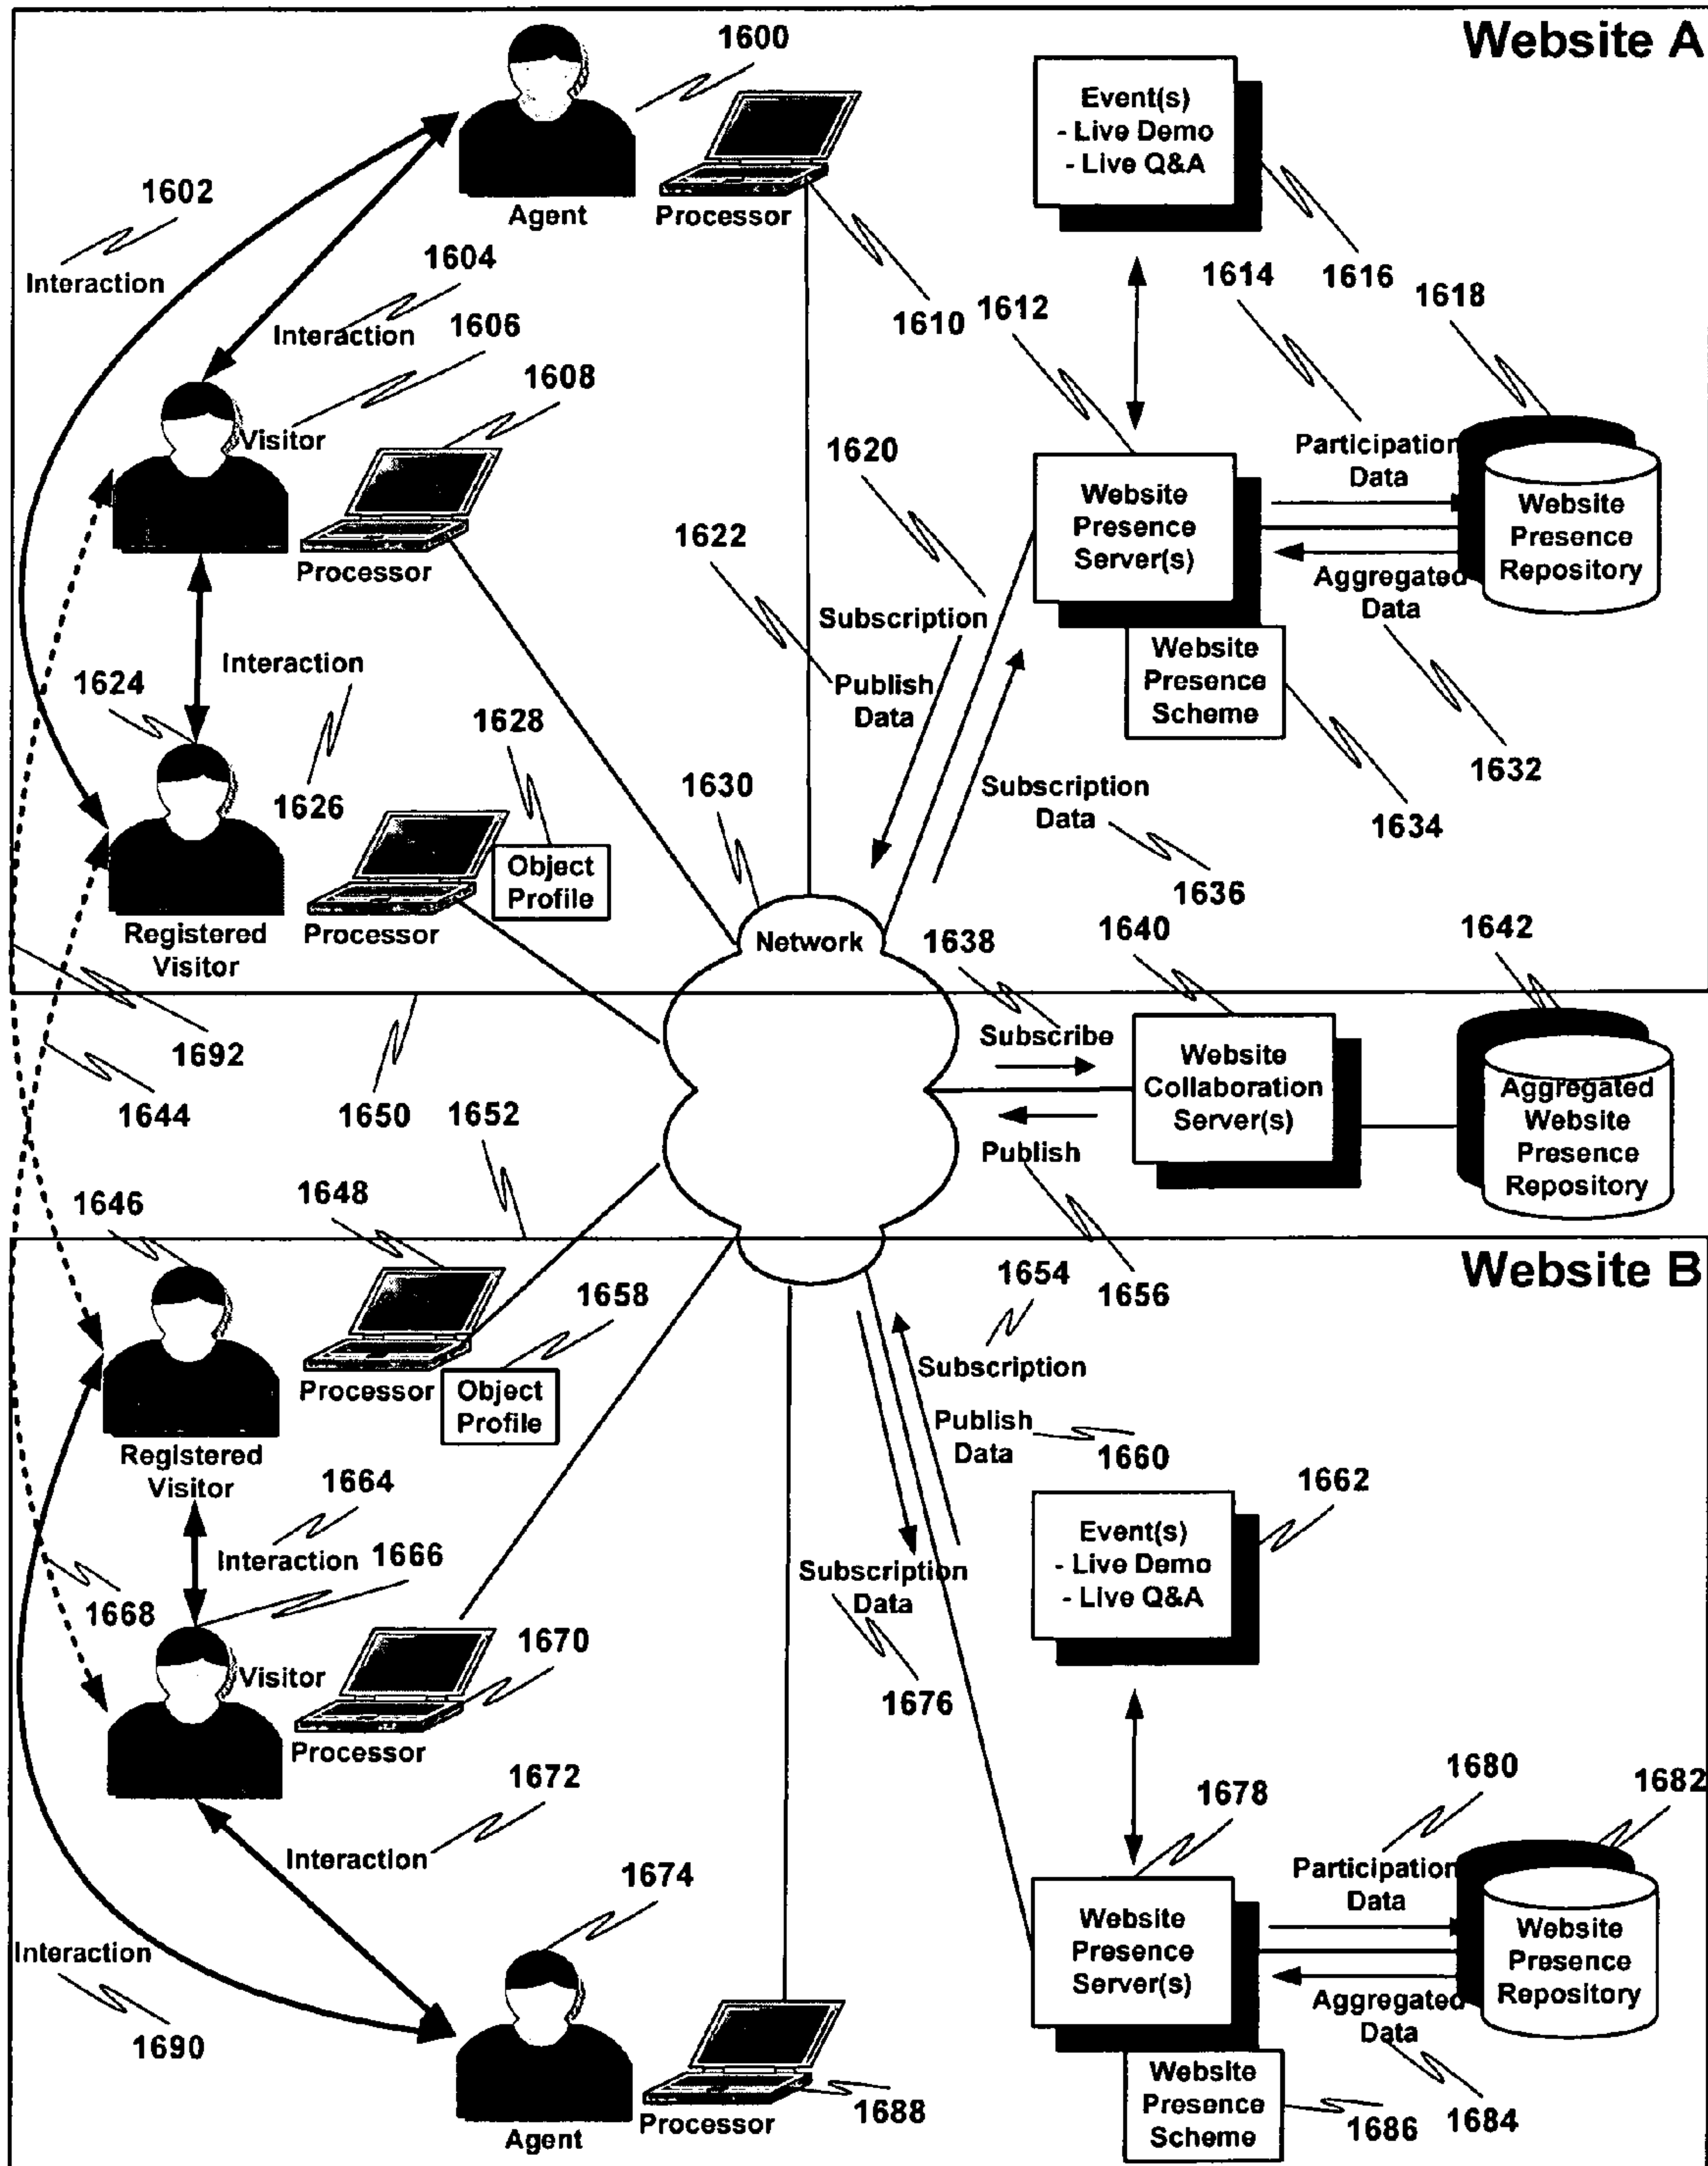 Website A
1600
Event(s)
- Live Demo
- Live Q&A
1602
Agent
Processor
1604
Interaction
1614
1616
1618
1610
1612
Interaction
1606
1608
Visitor
Participation
Data
1620
Website
Presence
Server(s)
Website
Presence
Repository
1622
Processor
Aggregated
Data
Subscription
Website
Presence
Scheme
Interaction
1624
Publish
Data
1628
1632
1630
Subscription
Data
1626
1634
Object
Profile
1636
Registered
Visitor
Processor
Network
1638
1640
1642
Subscribe
1692
Website
Collaboration
Server(s)
Aggregated
Website
Presence
Repository
1644
1650
1652
Publish
1646
1648
Website B
1654
1656
1658
Subscription
Processor
Object
Profile
Publish
Data
1660
Registered
Visitor
1664
1662
Event(s)
- Live Demo
- Live Q&A
Interaction
1666
Subscription
Data
1668
1670
Visitor
1676
Processor
1672
1678
1680
1682
Interaction
1674
Participation
Data
Website
Presence
Server(s)
Website
Presence
Repository
Interaction
Aggregated
Data
1690
Website
Presence
Scheme
1688
Processor
1686
1684
Agent